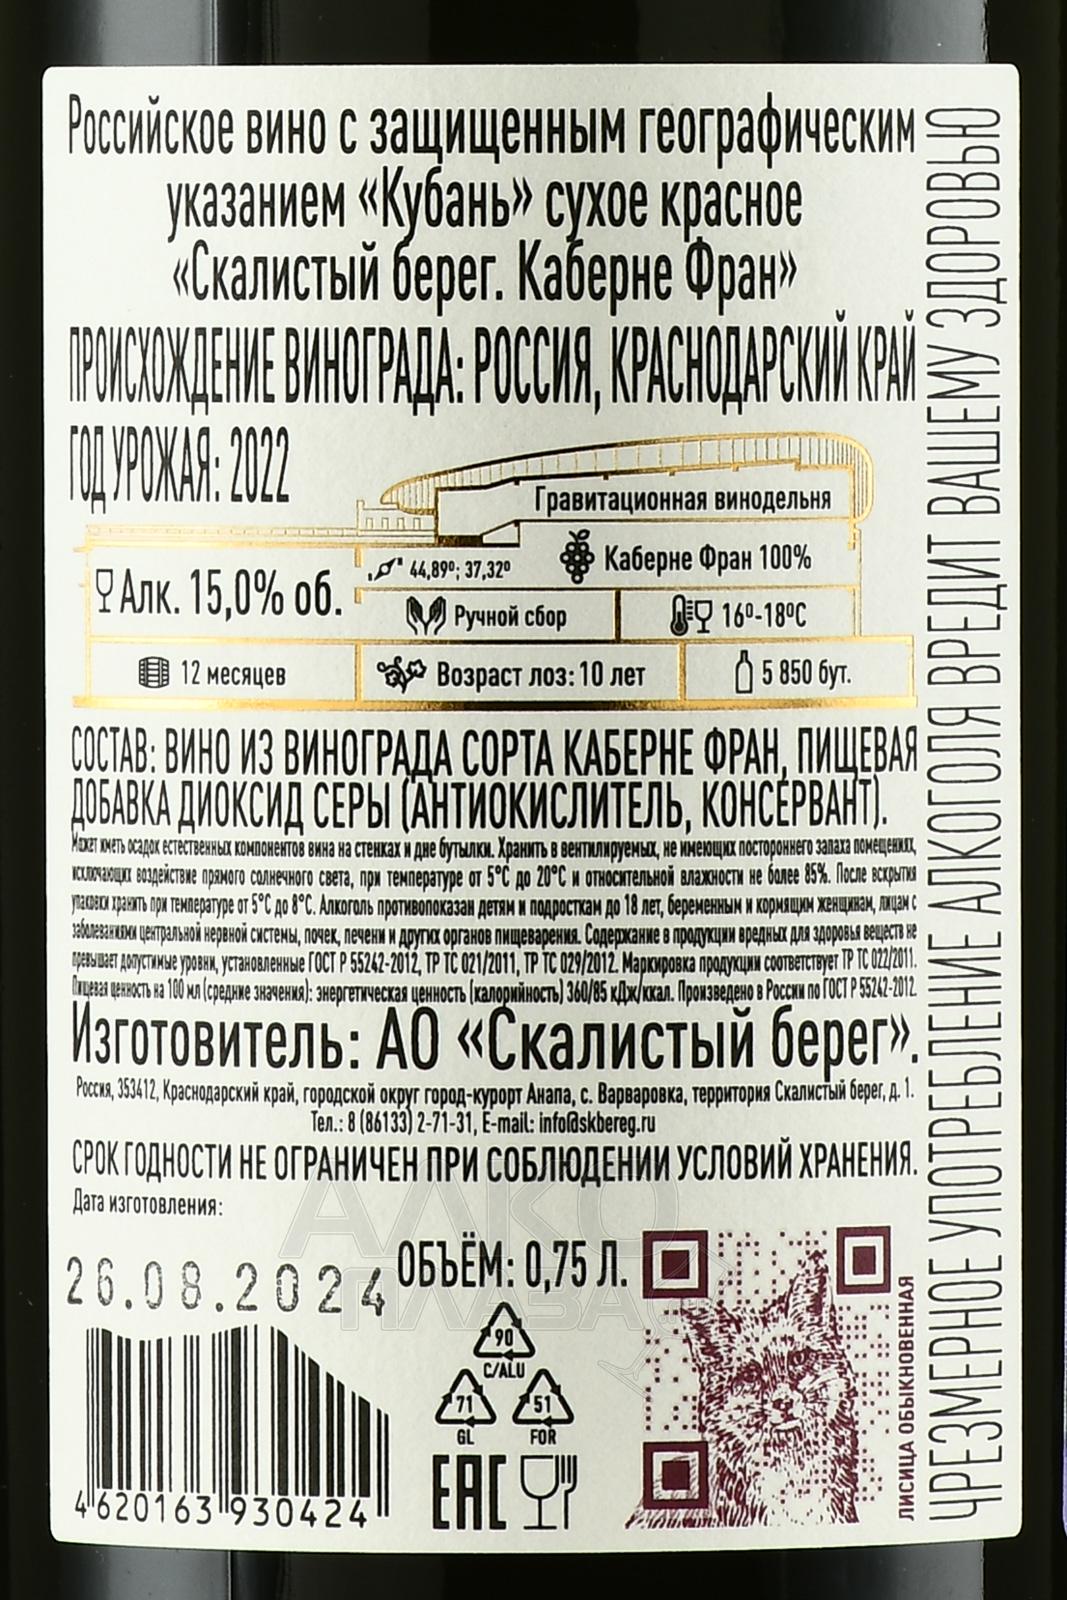 Российское вино с защищенным географическим
указанием «Кубань» сухое красное
«Скалистый берег. Каберне Фран»
ПРОИСХОЖДЕНИЕ ВИНОГРАДА: РОССИЯ, КРАСНОДАРСКИЙ КРАЙ
ГОД УРОЖАЯ: 2022
Гравитационная винодельня
44,89º; 37,32º
Каберне Фран 100%
Алк. 15,0% об.
Ручной сбор
16º-18ºC
12 месяцев
Возраст лоз: 10 лет
5 850 бут.
СОСТАВ: ВИНО ИЗ ВИНОГРАДА СОРТА КАБЕРНЕ ФРАН, ПИЩЕВАЯ
ДОБАВКА ДИОКСИД СЕРЫ (АНТИОКИСЛИТЕЛЬ, КОНСЕРВАНТ).
Может иметь осадок естественных компонентов вина на стенках и дне бутылки. Хранить в вентилируемых, не имеющих постороннего запаха помещениях,
исключающих воздействие прямого солнечного света, при температуре от 5°C до 20°C и относительной влажности не более 85%. После вскрытия
упаковки хранить при температуре от 5°C до 8°C. Алкоголь противопоказан детям и подросткам до 18 лет, беременным и кормящим женщинам, лицам с
заболеваниями центральной нервной системы, почек, печени и других органов пищеварения. Содержание в продукции вредных для здоровья веществ не
превышает допустимые уровни, установленные ГОСТ Р 55242-2012, ТР ТС 021/2011, ТР ТС 029/2012. Маркировка продукции соответствует ТР ТС 022/2011.
Пищевая ценность на 100 мл (средние значения): энергетическая ценность (калорийность) 360/85 кДж/ккал. Произведено в России по ГОСТ Р 55242-2012.
Изготовитель: АО «Скалистый берег».
Россия, 353412, Краснодарский край, городской округ город-курорт Анапа, с. Варваровка, территория Скалистый берег, д. 1.
Тел.: 8 (86133) 2-71-31, E-mail: info@skbereg.ru
СРОК ГОДНОСТИ НЕ ОГРАНИЧЕН ПРИ СОБЛЮДЕНИИ УСЛОВИЙ ХРАНЕНИЯ.
Дата изготовления:
26.08.2024
ОБЪЁМ: 0,75 Л.
АЛКО
ПЛАЗА
90
C/ALU
71
GL
51
FOR
EAC
4 620163 930424
ЛИСИЦА ОБЫКНОВЕННАЯ
ЧРЕЗМЕРНОЕ УПОТРЕБЛЕНИЕ АЛКОГОЛЯ ВРЕДИТ ВАШЕМУ ЗДОРОВЬЮ